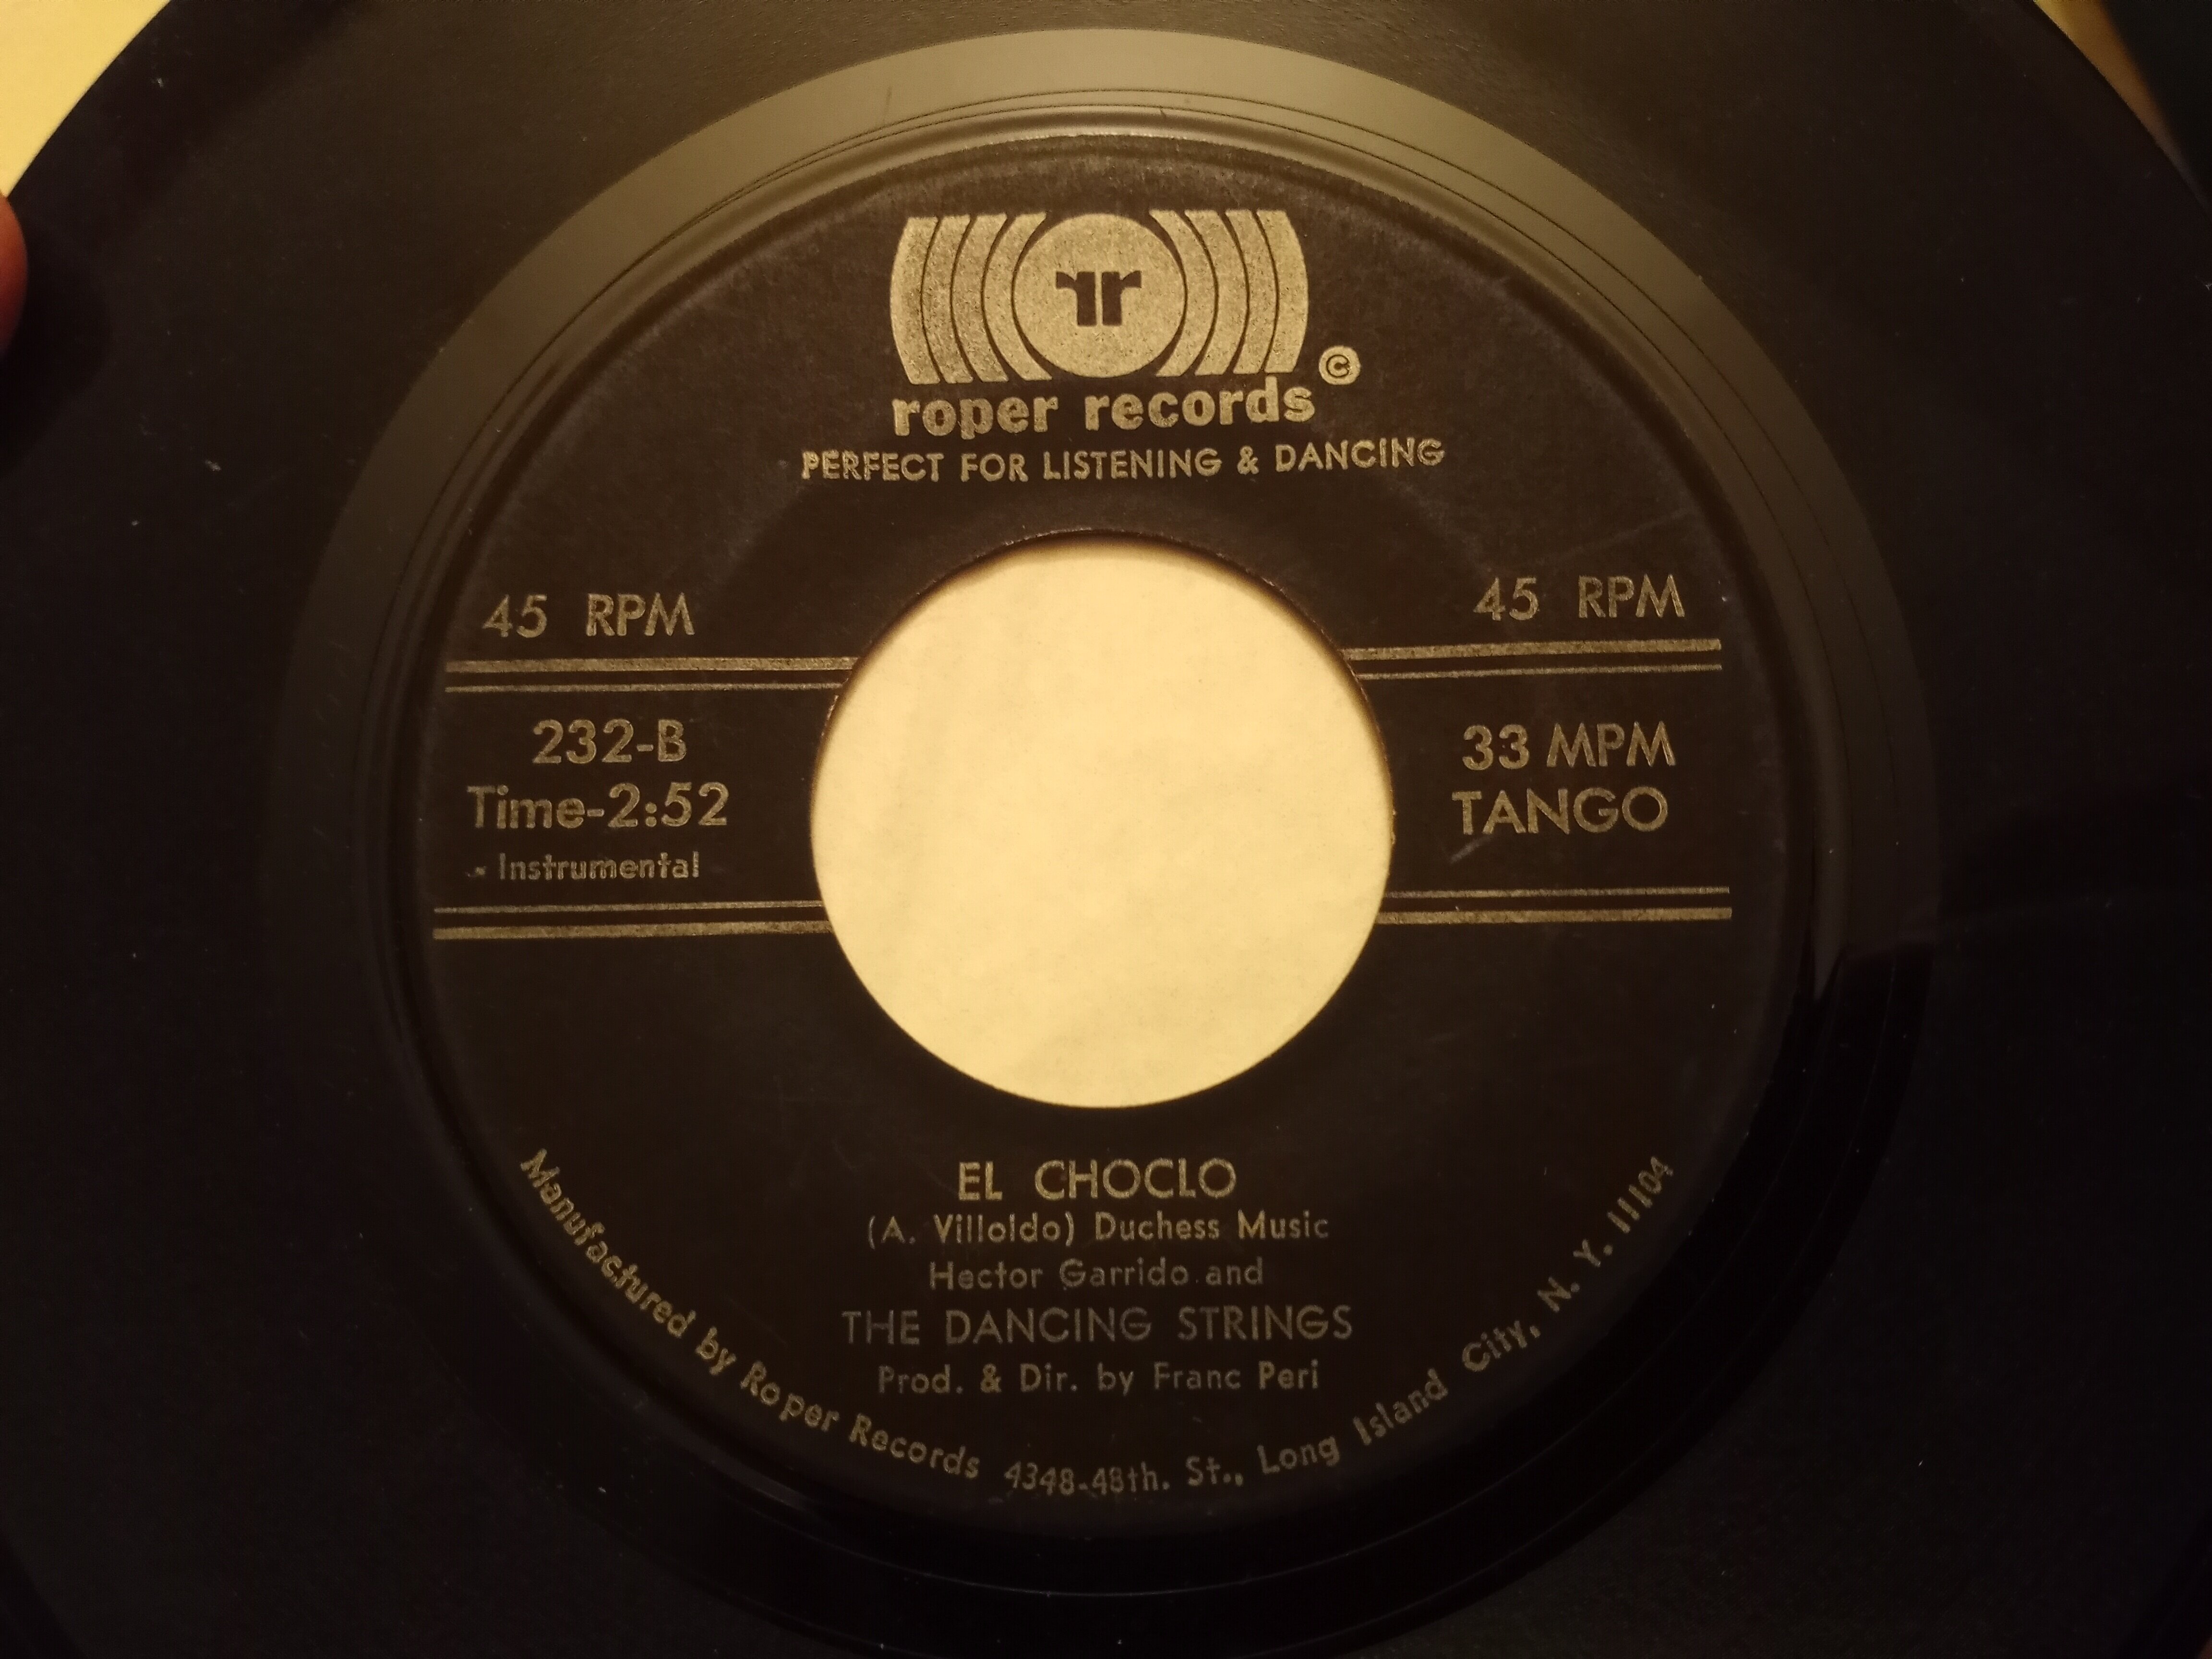 rr
©
roper records
PERFECT FOR LISTENING & DANCING
45 RPM
45 RPM
232-B
Time-2:52
Instrumental
33 MPM
TANGO
EL CHOCLO
(A. Villoldo) Duchess Music
Hector Garrido and
THE DANCING STRINGS
Prod. & Dir. by Franc Peri
Manufactured by Roper Records 4348-48th. St., Long Island City, N. Y. 11104